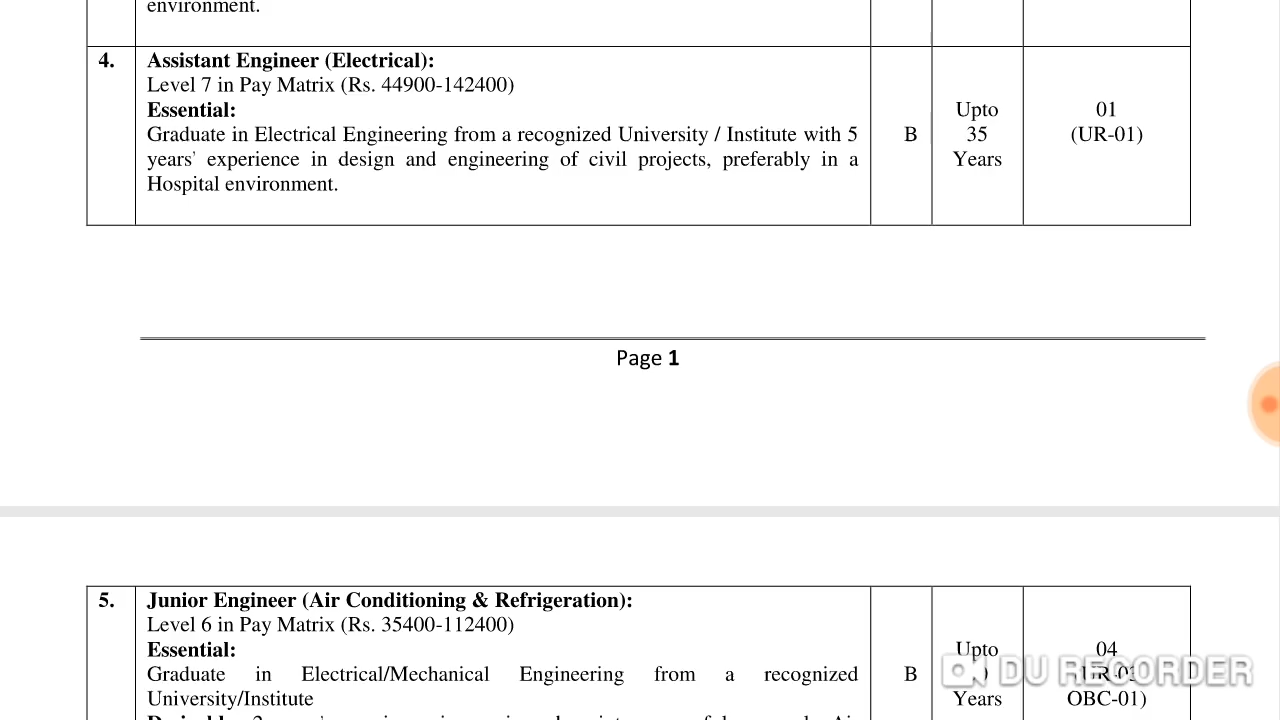 environment.
4. Assistant Engineer (Electrical):
Level 7 in Pay Matrix (Rs. 44900-142400)
Essential:
Graduate in Electrical Engineering from a recognized University / Institute with 5
years' experience in design and engineering of civil projects, preferably in a
Hospital environment.
B
Upto
35
Years
01
(UR-01)
Page 1
5. Junior Engineer (Air Conditioning & Refrigeration):
Level 6 in Pay Matrix (Rs. 35400-112400)
Essential:
Graduate in Electrical/Mechanical Engineering from a recognized
University/Institute
B
Upto
Years
04
OBC-01)
DU RECORDER